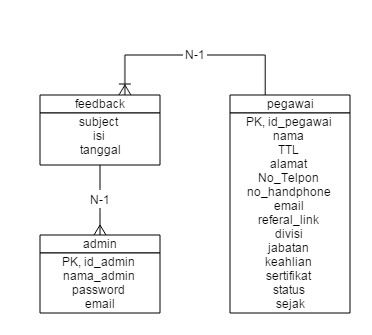 N-1
feedback
subject
isi
tanggal
N-1
admin
PK, id_admin
nama_admin
password
email
pegawai
PK, id_pegawai
nama
TTL
alamat
No_Telpon
no_handphone
email
referal_link
divisi
jabatan
keahlian
sertifikat
status
sejak